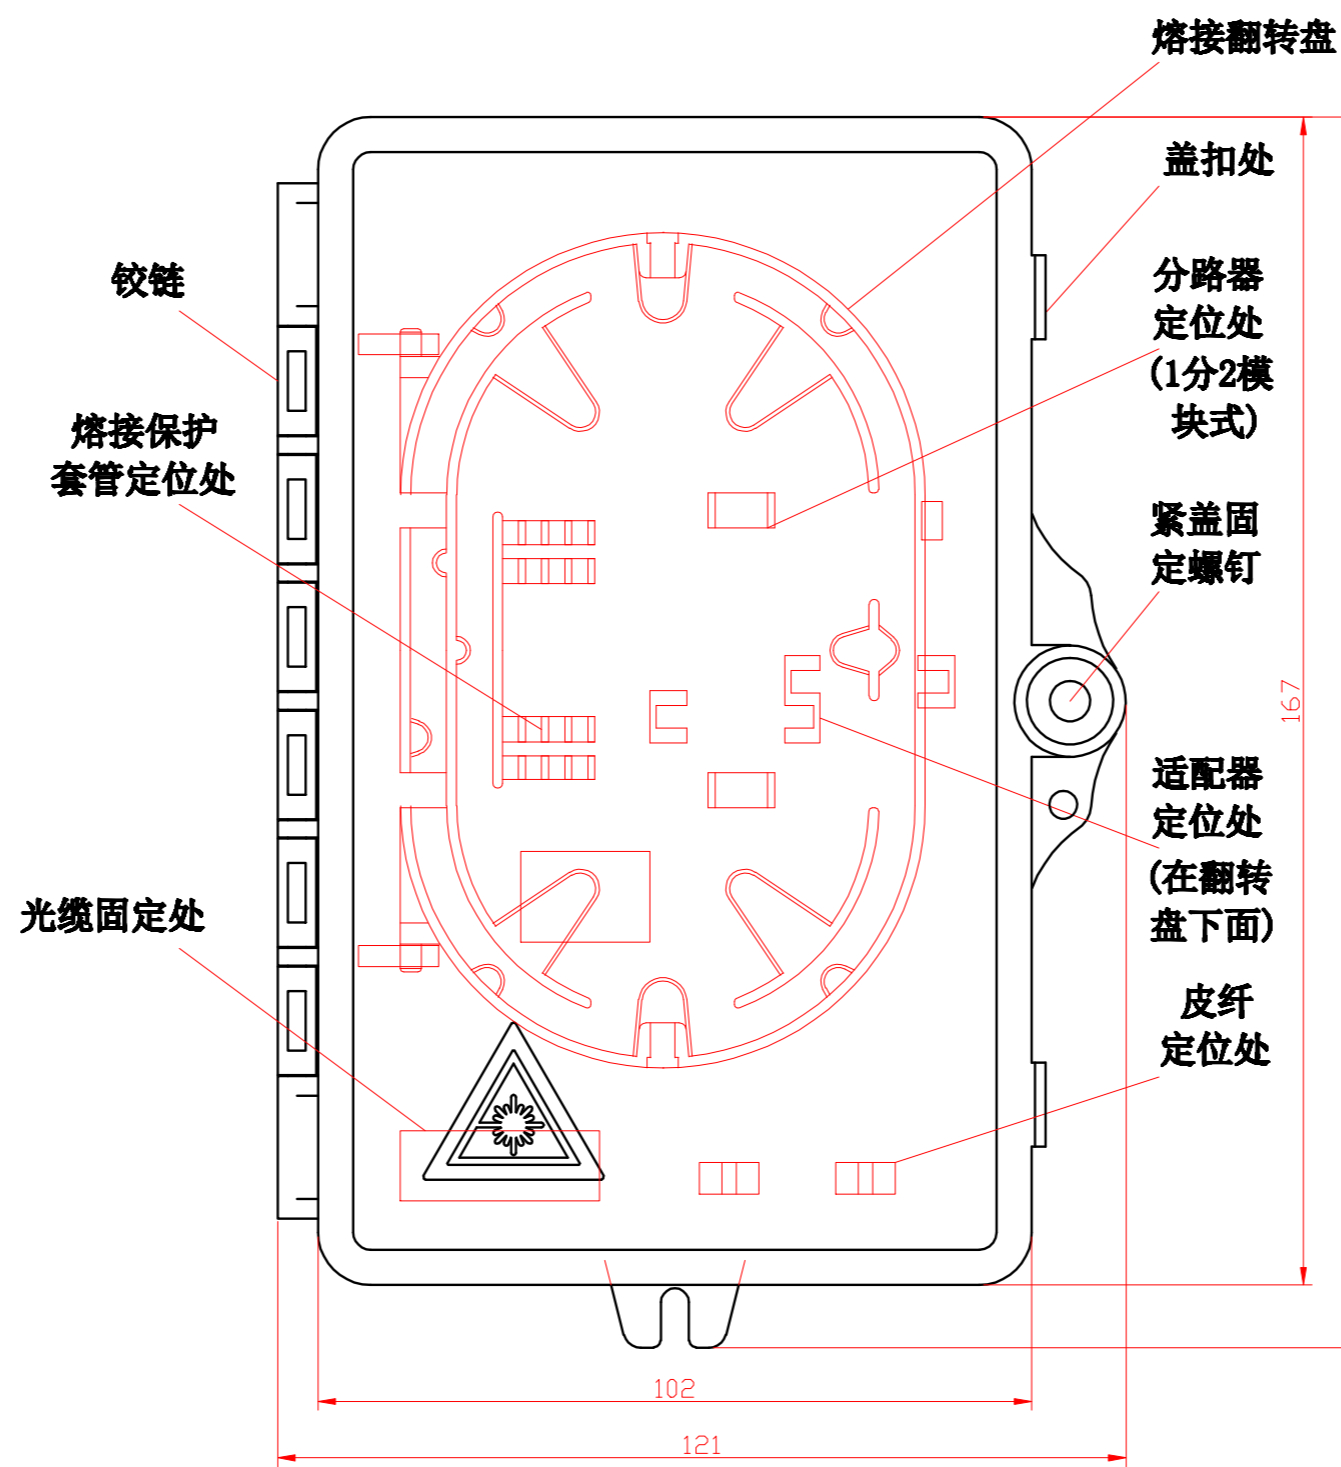 熔接翻转盘
盖扣处
分路器
定位处
(1分2模
块式)
铰链
熔接保护
套管定位处
紧盖固
定螺钉
167
适配器
定位处
(在翻转
盘下面)
光缆固定处
皮纤
定位处
102
121